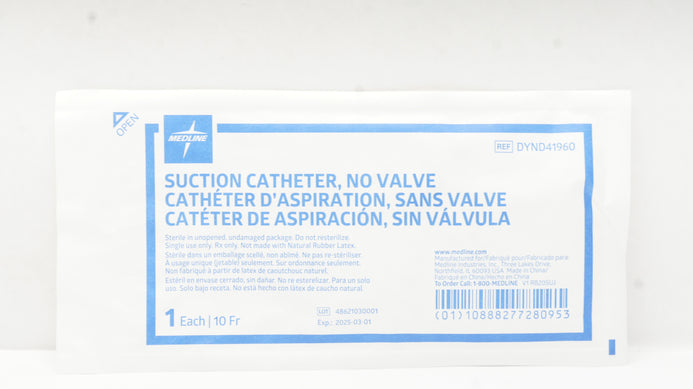 OPEN
MEDLINE
REF DYND41960
SUCTION CATHETER, NO VALVE
CATHÉTER D'ASPIRATION, SANS VALVE
CATÉTER DE ASPIRACIÓN, SIN VÁLVULA
Sterile in unopened, undamaged package. Do not resterilize.
Single use only. Rx only. Not made with Natural Rubber Latex.
Stérile dans un emballage scellé, non abîmé. Ne pas re-stériliser.
À usage unique (jetable) seulement. Sur ordonnance seulement.
Non fabriqué à partir de latex de caoutchouc naturel.
Estéril en envase cerrado, sin dañar. No re esterelizar. Para un solo
uso. Solo bajo receta. No está hecho con látex de caucho natural.
www.medline.com
Manufactured for/Fabriqué pour/Fabricado para:
Medline Industries, Inc. Three Lakes Drive,
Northfield, IL 60093 USA Made in China/
Fabriqué en Chine/Hecho en China
To Order Call: 1-800-MEDLINE V1 RB20SUJ
1 Each | 10 Fr
LOT 48621030001
Exp.: 2025-03-01
(01)10888277280953